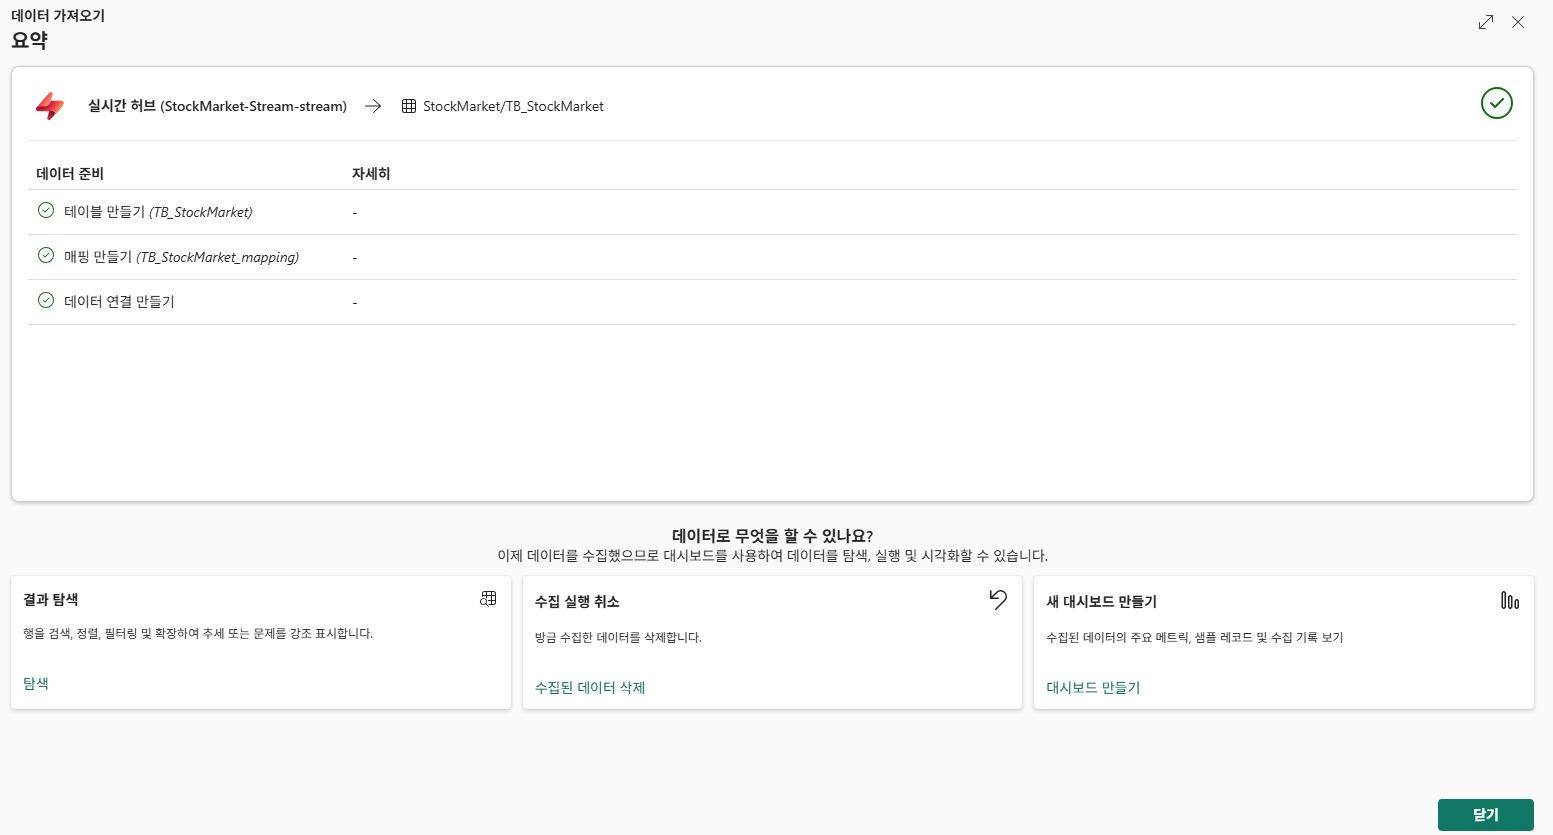 데이터 가져오기
요약
실시간 허브 (StockMarket-Stream-stream) StockMarket/TB_StockMarket
데이터 준비 자세히
테이블 만들기 (TB_StockMarket) -
매핑 만들기 (TB_StockMarket_mapping) -
데이터 연결 만들기 -
데이터로 무엇을 할 수 있나요?
이제 데이터를 수집했으므로 대시보드를 사용하여 데이터를 탐색, 실행 및 시각화할 수 있습니다.
결과 탐색
행을 검색, 정렬, 필터링 및 확장하여 추세 또는 문제를 강조 표시합니다.
탐색
수집 실행 취소
방금 수집한 데이터를 삭제합니다.
수집된 데이터 삭제
새 대시보드 만들기
수집된 데이터의 주요 메트릭, 샘플 레코드 및 수집 기록 보기
대시보드 만들기
닫기